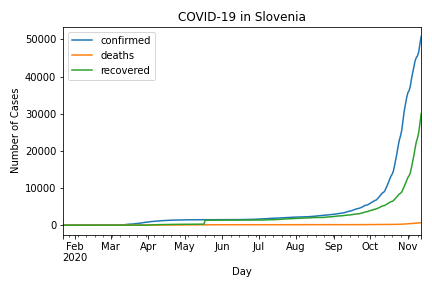 COVID-19 in Slovenia
confirmed
deaths
recovered
50000
40000
30000
20000
10000
0
Number of Cases
Feb Mar Apr May Jun Jul Aug Sep Oct Nov
2020
Day